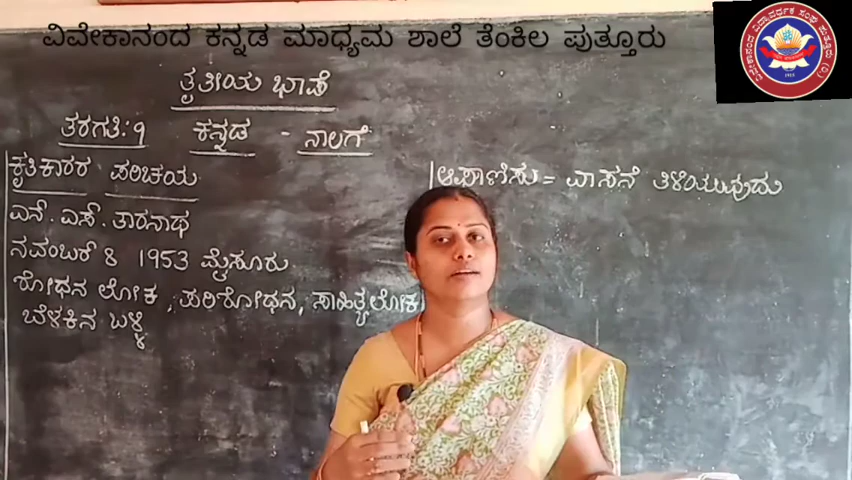 ವಿವೇಕಾನಂದ ಕನ್ನಡ ಮಾಧ್ಯಮ ಶಾಲೆ ತೆಂಕಿಲ ಪುತ್ತೂರು
ತೃತೀಯ ಭಾಷೆ
ತರಗತಿ: ೪ ಕನ್ನಡ - ನಾಲಗೆ
ಕೃತಿಕಾರರ ಪರಿಚಯ
ಎನ್. ಎಸ್. ತಾರನಾಥ
ನವಂಬರ್ 8 1953 ಮೈಸೂರು
ಶೋಧನ ಲೋಕ, ಪರಿಶೋಧನ, ಸಾಹಿತ್ಯಲೋಕ
ಬೆಳಕಿನ ಬಳ್ಳಿ
ಆಘ್ರಾಣಿಸು = ವಾಸನೆ ತಿಳಿಯುವುದು